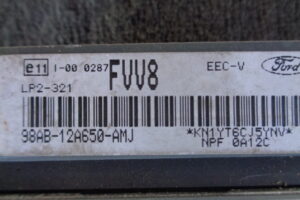 e11 I-00 0287 FVV8 EEC-V Ford
LP2-321
98AB-12A650-AMJ *KN1YT6CJ5YNV*
NPF 0A12C